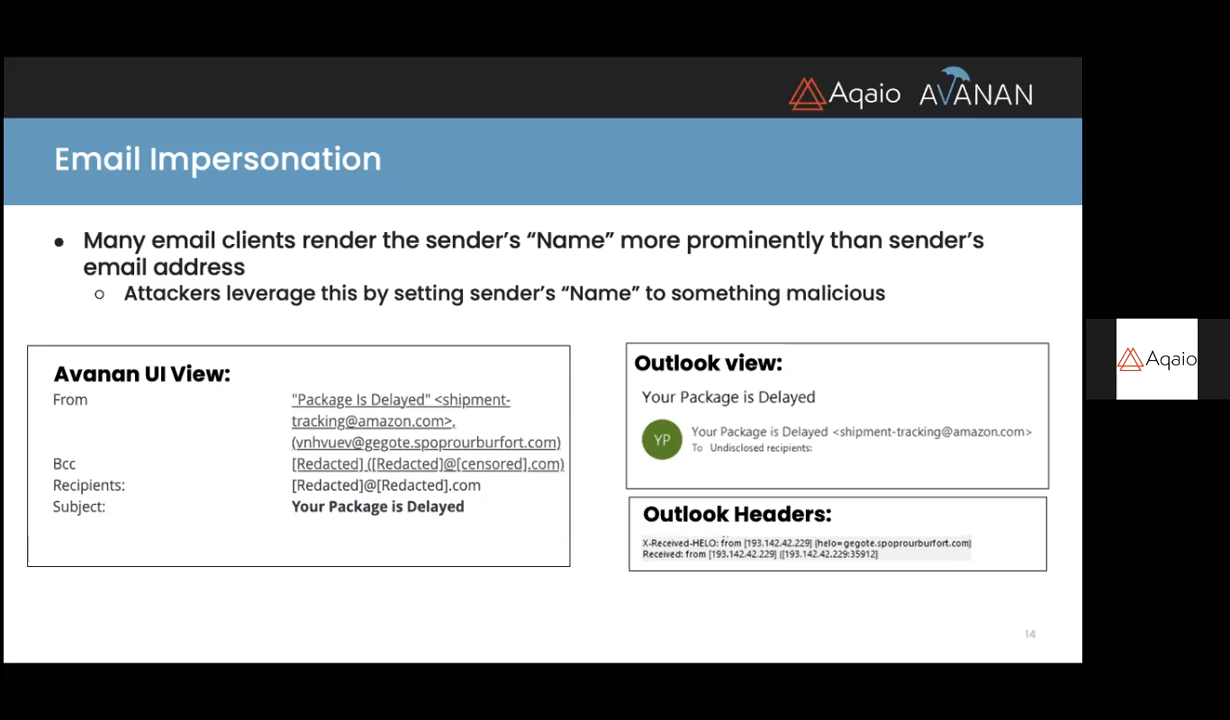 Aqaio AVANAN
Email Impersonation
● Many email clients render the sender’s “Name” more prominently than sender’s
email address
○ Attackers leverage this by setting sender’s “Name” to something malicious
Avanan UI View:
From "Package Is Delayed" <shipment-
tracking@amazon.com>,
(vnhvuev@gegote.spoprourburfort.com)
Bcc [Redacted] ([Redacted]@[censored].com)
Recipients: [Redacted]@[Redacted].com
Subject: Your Package is Delayed
Outlook view:
Your Package is Delayed
YP
Your Package is Delayed <shipment-tracking@amazon.com>
To Undisclosed recipients:
Outlook Headers:
X-Received-HELO: from [193.142.42.229] (helo=gegote.spoprourburfort.com)
Received: from [193.142.42.229] ([193.142.42.229:35912]
14
Aqaio